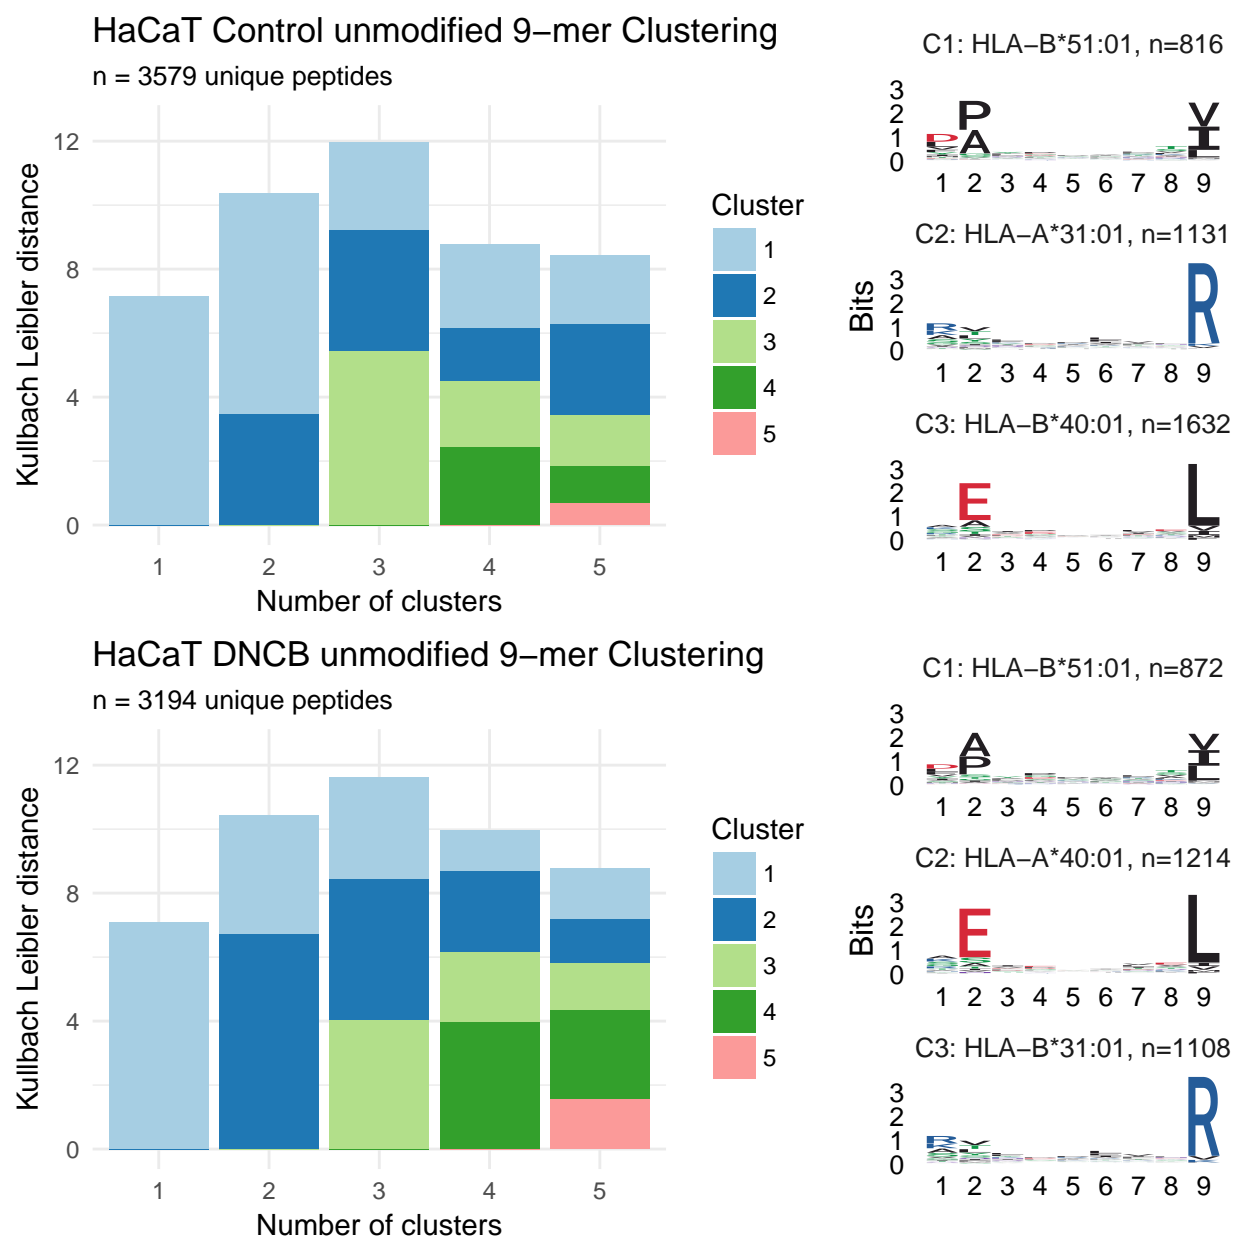 HaCaT Control unmodified 9−mer Clustering
n = 3579 unique peptides
Kullbach Leibler distance
12
8
4
0
1 2 3 4 5
Number of clusters
Cluster
1
2
3
4
5
C1: HLA−B*51:01, n=816
3
2
1
0
D P A V I L
1 2 3 4 5 6 7 8 9
C2: HLA−A*31:01, n=1131
Bits
3
2
1
0
R R
1 2 3 4 5 6 7 8 9
C3: HLA−B*40:01, n=1632
3
2
1
0
E L
1 2 3 4 5 6 7 8 9
HaCaT DNCB unmodified 9−mer Clustering
n = 3194 unique peptides
Kullbach Leibler distance
12
8
4
0
1 2 3 4 5
Number of clusters
Cluster
1
2
3
4
5
C1: HLA−B*51:01, n=872
3
2
1
0
D A P V I L
1 2 3 4 5 6 7 8 9
C2: HLA−A*40:01, n=1214
Bits
3
2
1
0
E L
1 2 3 4 5 6 7 8 9
C3: HLA−B*31:01, n=1108
3
2
1
0
R R
1 2 3 4 5 6 7 8 9